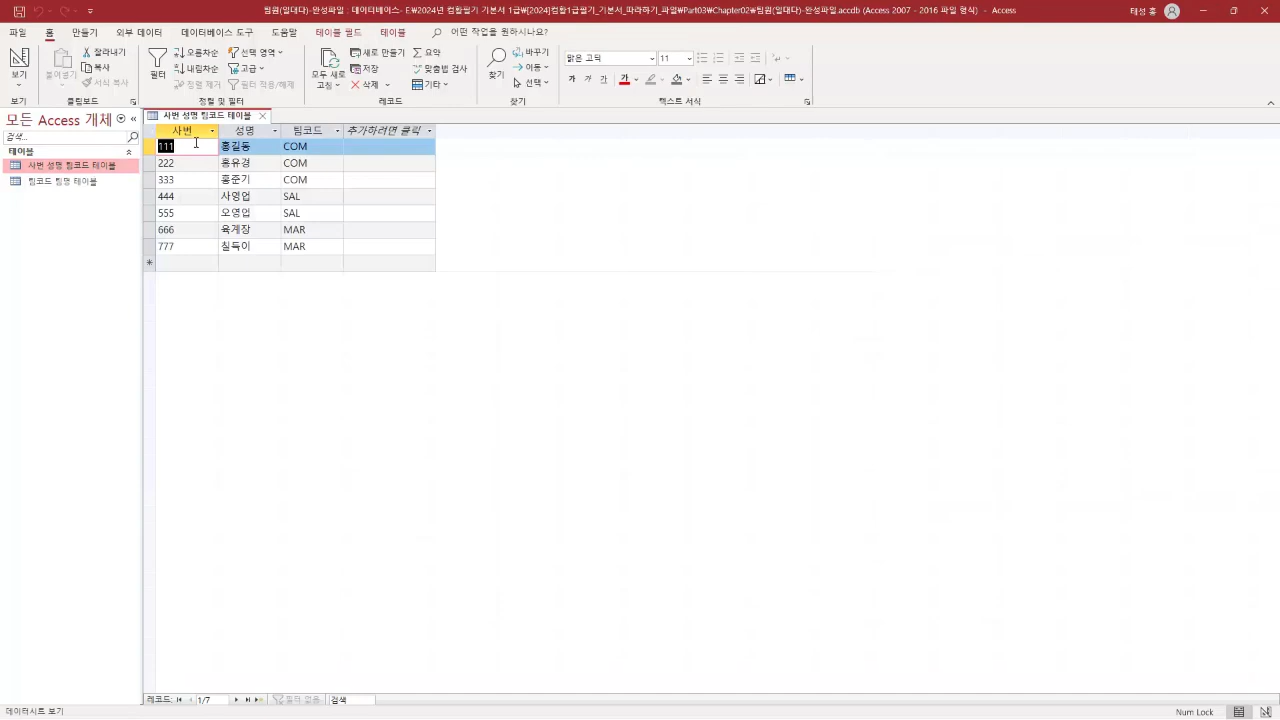 팀원(일대다)-완성파일 : 데이터베이스- E:₩2024년 컴활필기 기본서 1급₩[2024]컴활1급필기_기본서_따라하기_파일₩Part03₩Chapter02₩팀원(일대다)-완성파일.accdb (Access 2007 - 2016 파일 형식) - Access
태성 홍
파일 홈 만들기 외부 데이터 데이터베이스 도구 도움말 테이블 필드 테이블 어떤 작업을 원하시나요?
보기
보기
붙여넣기
잘라내기
복사
서식 복사
클립보드
필터
오름차순
내림차순
정렬 제거
선택 영역
고급
필터 적용/해제
정렬 및 필터
모두 새로 고침
새로 만들기
저장
삭제
요약
맞춤법 검사
기타
레코드
찾기
바꾸기
이동
선택
찾기
맑은 고딕 11
가 가 가 가
텍스트 서식
모든 Access 개체
검색...
테이블
사번 성명 팀코드 테이블
팀코드 팀명 테이블
사번 성명 팀코드 테이블
사번 성명 팀코드 추가하려면 클릭
111 홍길동 COM
222 홍유경 COM
333 홍준기 COM
444 사영업 SAL
555 오영업 SAL
666 육게장 MAR
777 칠득이 MAR
레코드: 1/7 필터 없음 검색
데이터시트 보기
Num Lock